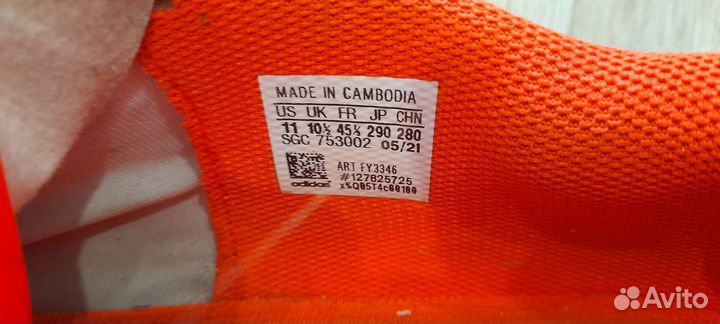 MADE IN CAMBODIA
US UK FR JP CHN
11 10½ 45⅓ 290 280
SGC 753002 05/21
ART FY3346
#127825725
adidas
x%Q05T4c00100
Avito